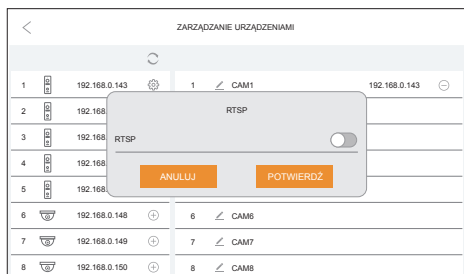 ZARZĄDZANIE URZĄDZENIAMI
1 192.168.0.143 1 CAM1 192.168.0.143
2 192.168
3 192.168
4 192.168
5 192.168
RTSP
RTSP
ANULUJ POTWIERDŹ
6 192.168.0.148 6 CAM6
7 192.168.0.149 7 CAM7
8 192.168.0.150 8 CAM8